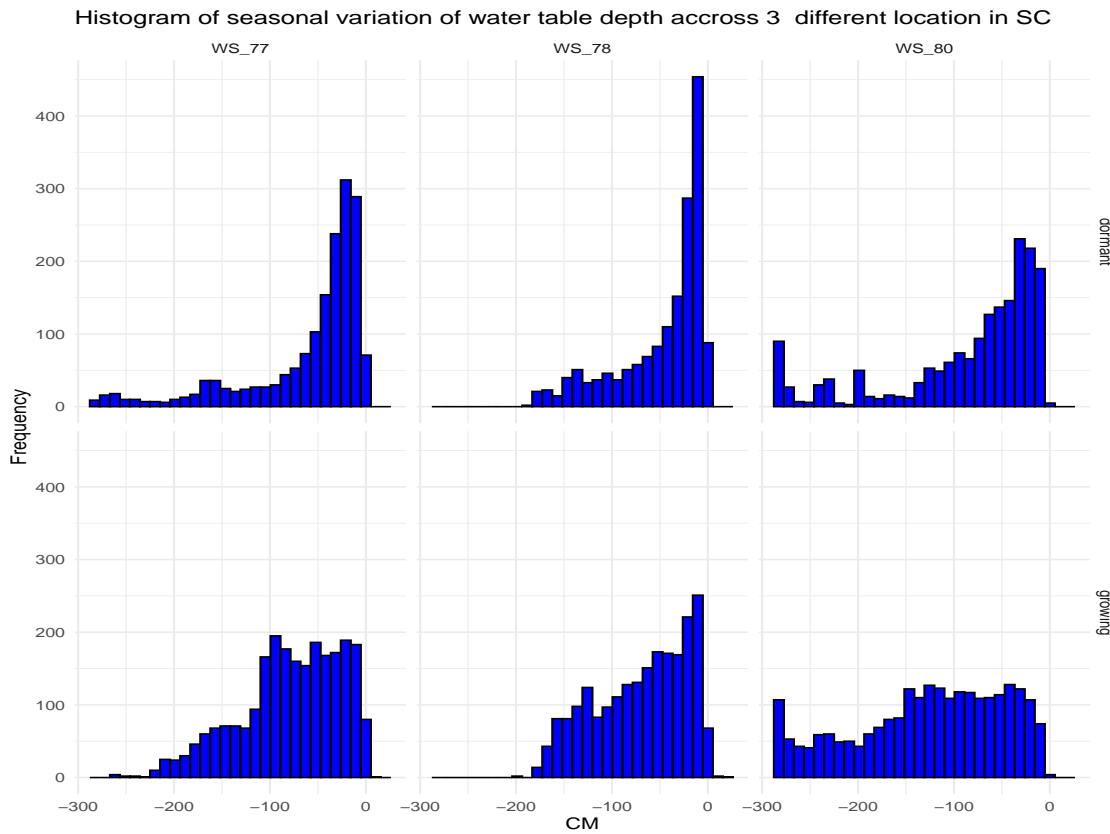 Histogram of seasonal variation of water table depth accross 3  different location in SC
WS_77 WS_78 WS_80
400
300
200
100
0
dormant
Frequency
400
300
200
100
0
growing
−300 −200 −100 0 −300 −200 −100 0 −300 −200 −100 0
CM